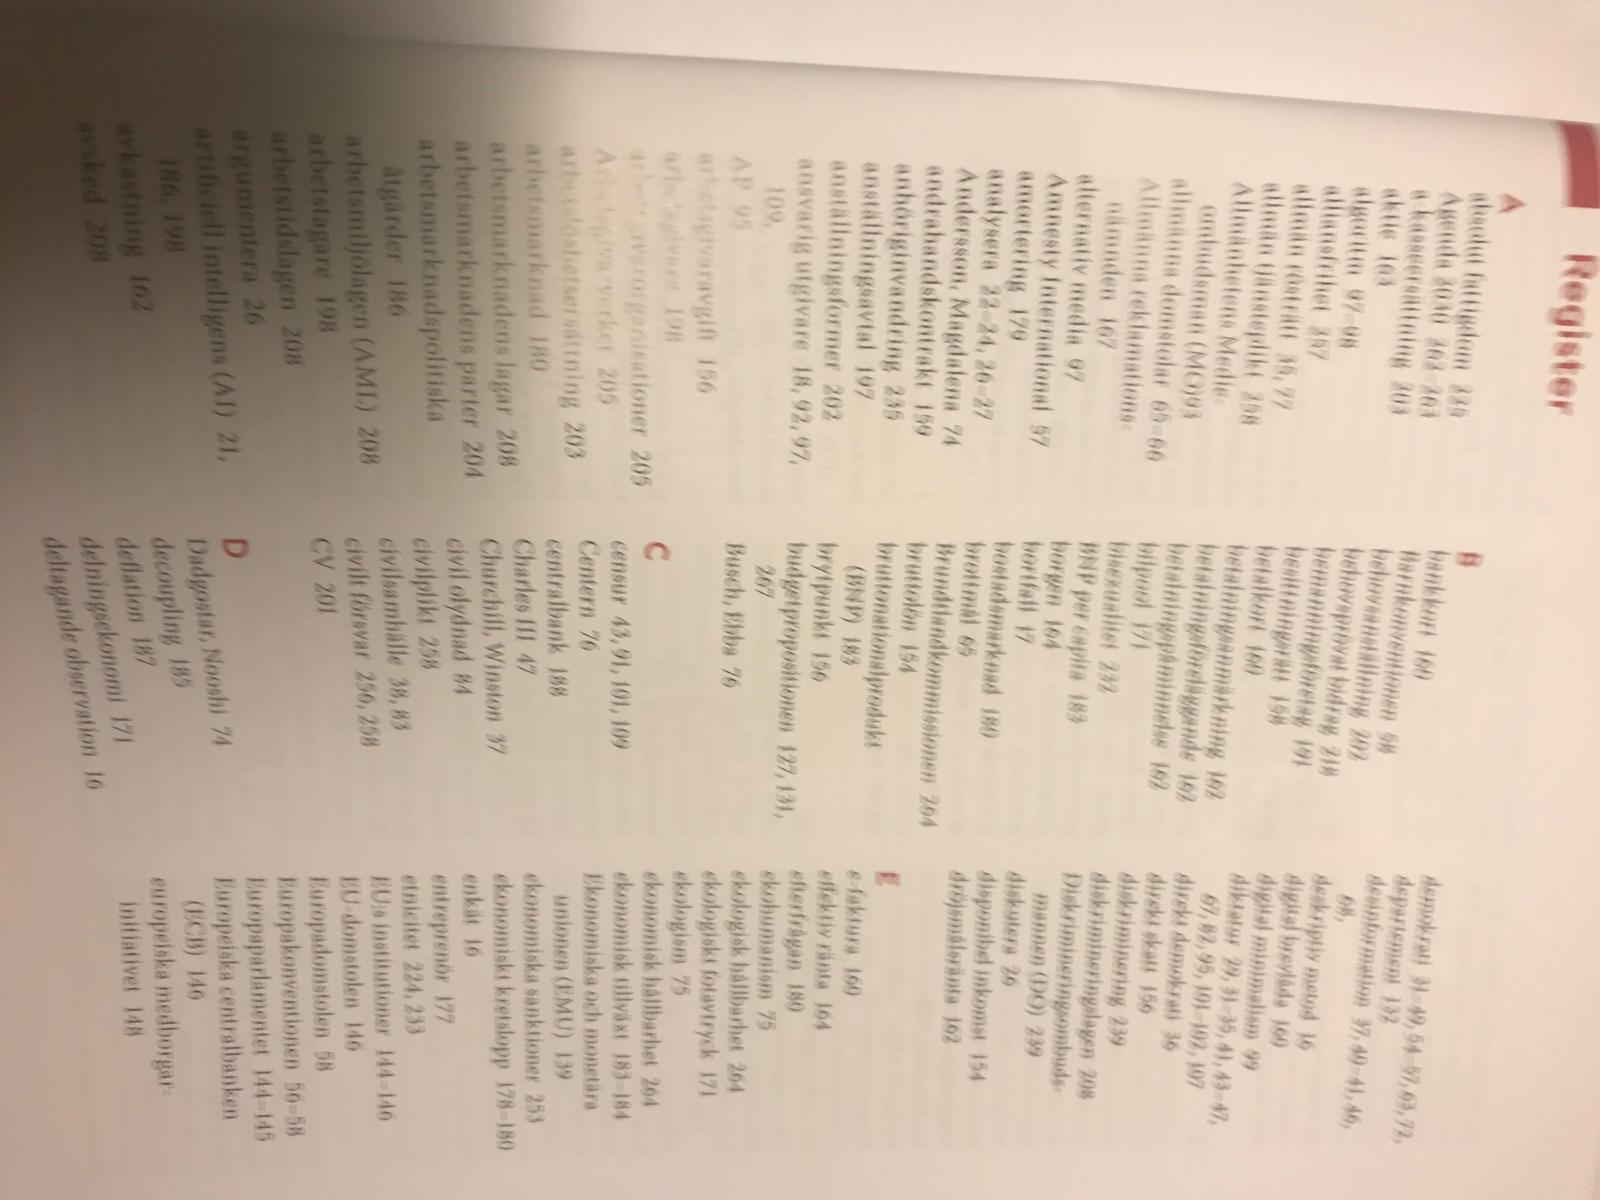 Register
A
absolut fattigdom 225
Agenda 2030 262–263
a-kasseersättning 203
aktie 163
algoritm 97–98
alliansfrihet 257
allmän rösträtt 35, 77
allmän tjänsteplikt 258
Allmänhetens Medie-
ombudsman (MO)93
allmänna domstolar 65–66
Allmänna reklamations-
nämnden 167
alternativ media 97
Amnesty International 57
amortering 179
analysera 22–24, 26–27
Andersson, Magdalena 74
andrahandskontrakt 159
anhöriginvandring 235
anställningsavtal 197
anställningsformer 202
ansvarig utgivare 18, 92, 97,
109,
AP 95
arbetsgivaravgift 156
arbetsgivare 198
arbetsgivarorganisationer 205
Arbetsgivarverket 205
arbetslöshetsersättning 203
arbetsmarknad 180
arbetsmarknadens lagar 208
arbetsmarknadens parter 204
arbetsmarknadspolitiska
åtgärder 186
arbetsmiljölagen (AML) 208
arbetstagare 198
arbetstidslagen 208
argumentera 26
artificiell intelligens (AI) 21,
186, 198
avkastning 162
avsked 208
B
bankkort 160
Barnkonventionen 58
behovsanställning 202
behovsprövat bidrag 218
bemanningsföretag 191
besittningsrätt 158
betalkort 160
betalningsanmärkning 162
betalningsföreläggande 162
betalningspåminnelse 162
bilpool 171
bisexualitet 232
BNP per capita 183
borgen 164
bortfall 17
bostadsmarknad 180
brottmål 65
Brundtlandkommissionen 264
bruttolön 154
bruttonationalprodukt
(BNP) 183
brytpunkt 156
budgetpropositionen 127, 131,
267
Busch, Ebba 76
C
censur 43, 91, 101, 109
Centern 76
centralbank 188
Charles III 47
Churchill, Winston 37
civil olydnad 84
civilplikt 258
civilsamhälle 38, 83
civilt försvar 256, 258
CV 201
D
Dadgostar, Nooshi 74
decoupling 185
deflation 187
delningsekonomi 171
deltagande observation 16
demokrati 31–49, 54–57, 63, 72,
departement 132
desinformation 37, 40–41, 46,
68,
deskriptiv metod 16
digital brevlåda 160
digital minimalism 99
diktatur 29, 31–35, 41, 43–47,
67, 82, 95, 101–102, 107
direkt demokrati 36
direkt skatt 156
diskriminering 239
diskrimineringslagen 208
Diskrimineringsombuds-
mannen (DO) 239
diskutera 26
disponibel inkomst 154
dröjsmålsränta 162
E
e-faktura 160
effektiv ränta 164
efterfrågan 180
ekohumanism 75
ekologisk hållbarhet 264
ekologiskt fotavtryck 171
ekologism 75
ekonomisk hållbarhet 264
ekonomisk tillväxt 183–184
Ekonomiska och monetära
unionen (EMU) 139
ekonomiska sanktioner 253
ekonomiskt kretslopp 178–180
enkät 16
entreprenör 177
etnicitet 224, 233
EU:s institutioner 144–146
EU-domstolen 146
Europadomstolen 58
Europakonventionen 56–58
Europaparlamentet 144–145
Europeiska centralbanken
(ECB) 146
europeiska medborgar-
initiativet 148